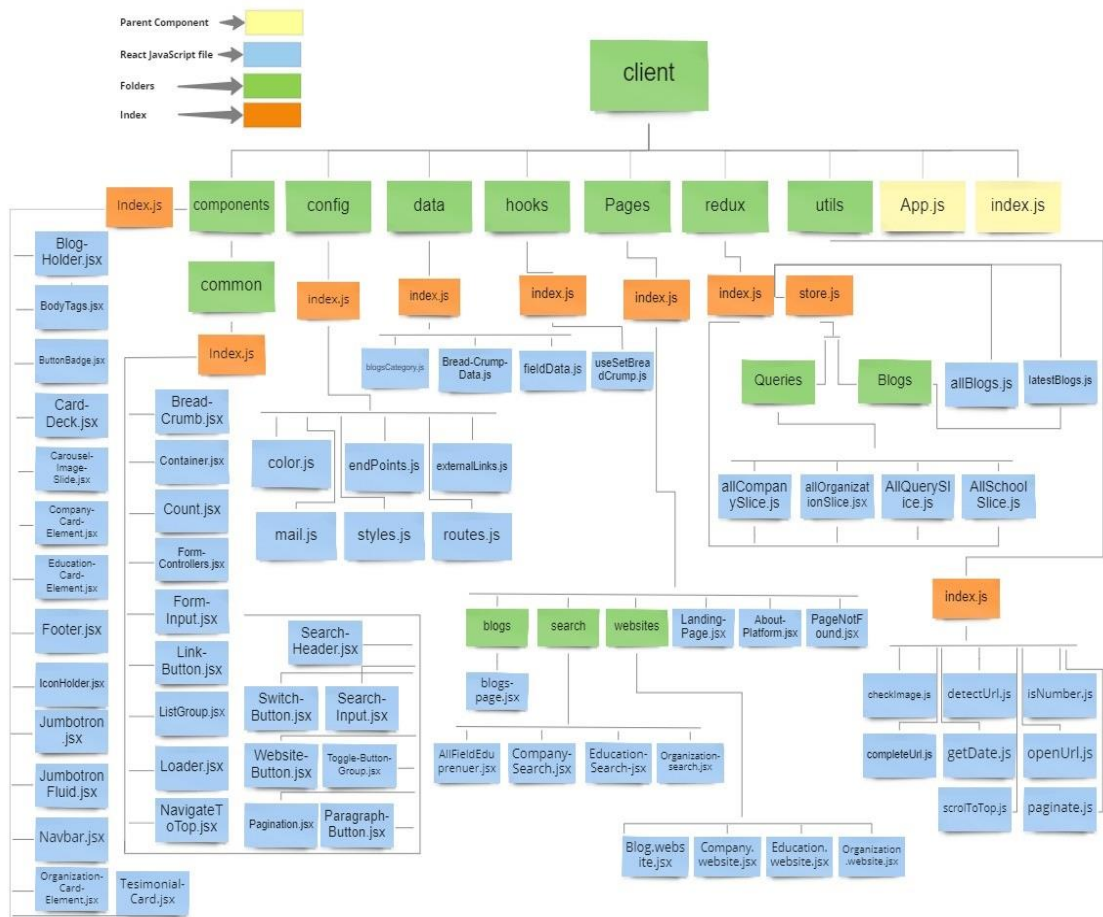 Parent Component
React JavaScript file
Folders
Index
client
Index.js
components
config
data
hooks
Pages
redux
utils
App.js
index.js
Blog-
Holder.jsx
BodyTags.jsx
ButtonBadge.jsx
Card-
Deck.jsx
Carousel-
Image-
Slide.jsx
Company-
Card-
Element.jsx
Education-
Card-
Element.jsx
Footer.jsx
IconHolder.jsx
Jumbotron
.jsx
Jumbotron
Fluid.jsx
Navbar.jsx
Organization-
Card-
Element.jsx
Tesimonial-
Card.jsx
common
Index.js
Bread-
Crumb.jsx
Container.jsx
Count.jsx
Form-
Controllers.jsx
Form-
Input.jsx
Link-
Button.jsx
ListGroup.jsx
Loader.jsx
NavigateT
oTop.jsx
Search-
Header.jsx
Switch-
Button.jsx
Search-
Input.jsx
Website-
Button.jsx
Toggle-Button-
Group.jsx
Pagination.jsx
Paragraph-
Button.jsx
index.js
color.js
endPoints.js
externalLinks.js
mail.js
styles.js
routes.js
index.js
blogsCategory.js
Bread-Crump-
Data.js
fieldData.js
index.js
useSetBrea
dCrump.js
index.js
blogs
search
websites
Landing-
Page.jsx
About-
Platform.jsx
PageNotF
ound.jsx
blogs-
page.jsx
AllFieldEdu
prenuer.jsx
Company-
Search.jsx
Education-
Search-jsx
Organization-
search.jsx
Blog.webs
ite.jsx
Company.
website.jsx
Education.
website.jsx
Organization
.website.jsx
index.js
store.js
Queries
Blogs
allBlogs.js
latestBlogs.js
allCompan
ySlice.js
allOrganizat
ionSlice.jsx
AllQuerySl
ice.js
AllSchool
Slice.js
index.js
checkImage.js
detectUrl.js
isNumber.js
completeUrl.js
getDate.js
openUrl.js
scrolToTop.js
paginate.js